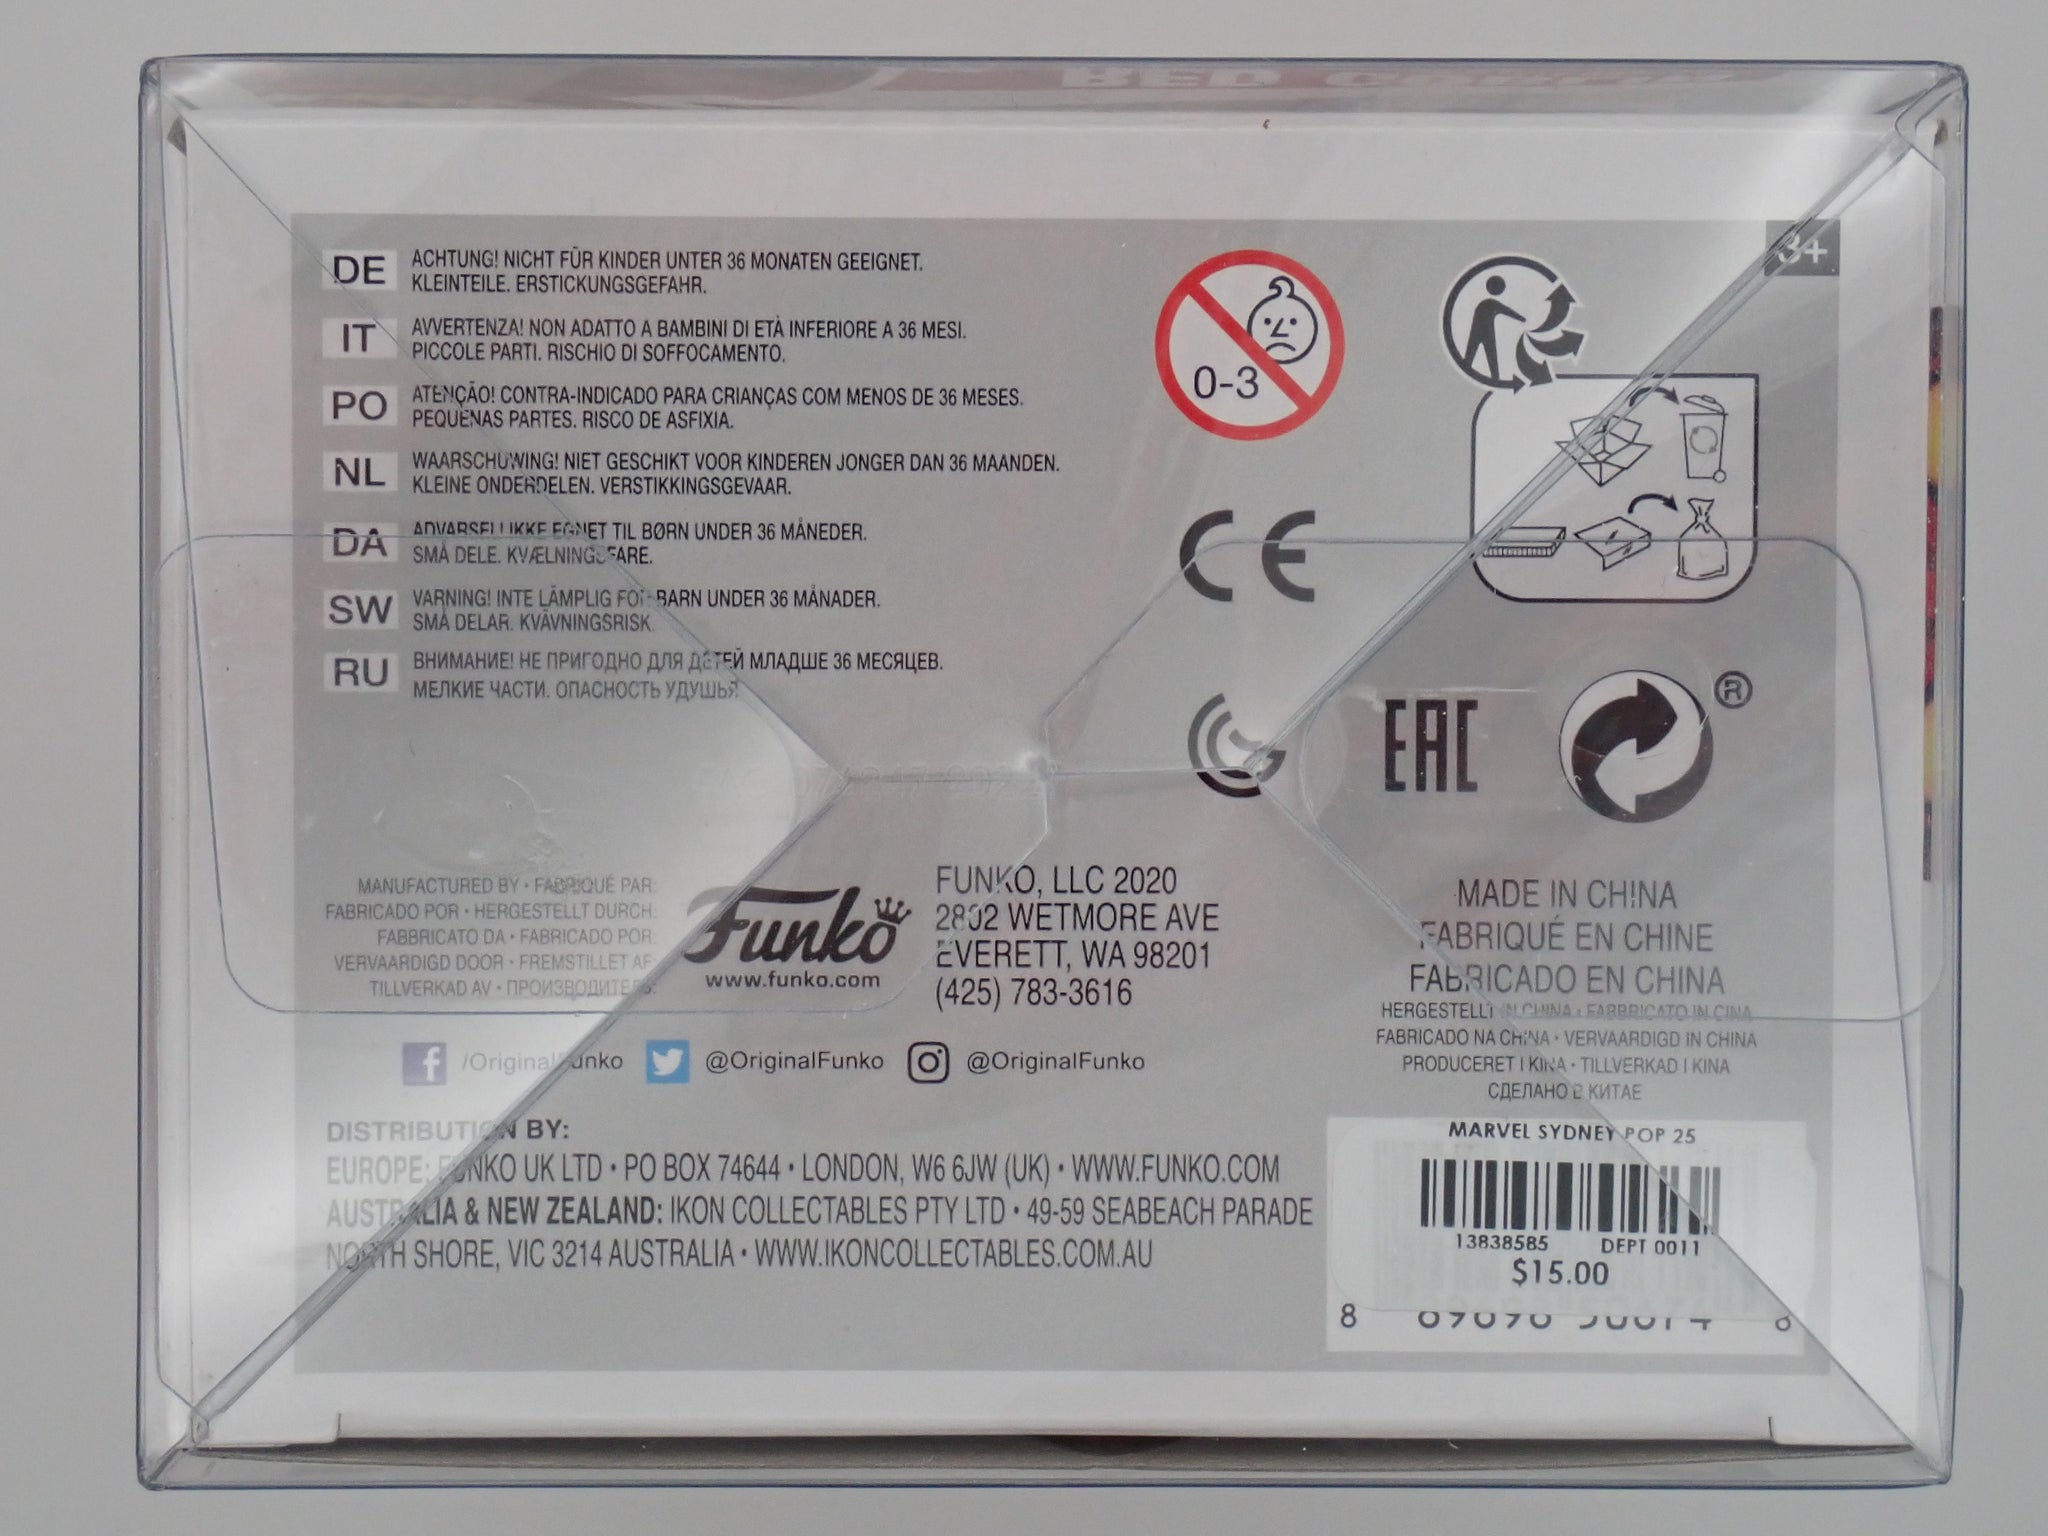 3+
DE
ACHTUNG! NICHT FÜR KINDER UNTER 36 MONATEN GEEIGNET.
KLEINTEILE. ERSTICKUNGSGEFAHR.
IT
AVVERTENZA! NON ADATTO A BAMBINI DI ETÀ INFERIORE A 36 MESI.
PICCOLE PARTI. RISCHIO DI SOFFOCAMENTO.
PO
ATENÇÃO! CONTRA-INDICADO PARA CRIANÇAS COM MENOS DE 36 MESES.
PEQUENAS PARTES. RISCO DE ASFIXIA.
NL
WAARSCHUWING! NIET GESCHIKT VOOR KINDEREN JONGER DAN 36 MAANDEN.
KLEINE ONDERDELEN. VERSTIKKINGSGEVAAR.
DA
ADVARSEL! IKKE EGNET TIL BØRN UNDER 36 MÅNEDER.
SMÅ DELE. KVÆLNINGSFARE.
SW
VARNING! INTE LÄMPLIG FOR BARN UNDER 36 MÅNADER.
SMÅ DELAR. KVÄVNINGSRISK.
RU
ВНИМАНИЕ! НЕ ПРИГОДНО ДЛЯ ДЕТЕЙ МЛАДШЕ 36 МЕСЯЦЕВ.
МЕЛКИЕ ЧАСТИ. ОПАСНОСТЬ УДУШЬЯ
0-3
CE
EAC
®
MANUFACTURED BY • FABRIQUÉ PAR:
FABRICADO POR • HERGESTELLT DURCH:
FABBRICATO DA • FABRICADO POR:
VERVAARDIGD DOOR • FREMSTILLET AF:
TILLVERKAD AV • ПРОИЗВОДИТЕЛЬ:
Funko
www.funko.com
FUNKO, LLC 2020
2802 WETMORE AVE
EVERETT, WA 98201
(425) 783-3616
MADE IN CHINA
FABRIQUÉ EN CHINE
FABRICADO EN CHINA
HERGESTELLT IN CHINA • FABBRICATO IN CINA
FABRICADO NA CHINA • VERVAARDIGD IN CHINA
PRODUCERET I KINA • TILLVERKAD I KINA
СДЕЛАНО В КИТАЕ
f /OriginalFunko @OriginalFunko @OriginalFunko
DISTRIBUTION BY:
EUROPE: FUNKO UK LTD • PO BOX 74644 • LONDON, W6 6JW (UK) • WWW.FUNKO.COM
AUSTRALIA & NEW ZEALAND: IKON COLLECTABLES PTY LTD • 49-59 SEABEACH PARADE
NORTH SHORE, VIC 3214 AUSTRALIA • WWW.IKONCOLLECTABLES.COM.AU
MARVEL SYDNEY POP 25
13838585 DEPT 0011
$15.00
8 8